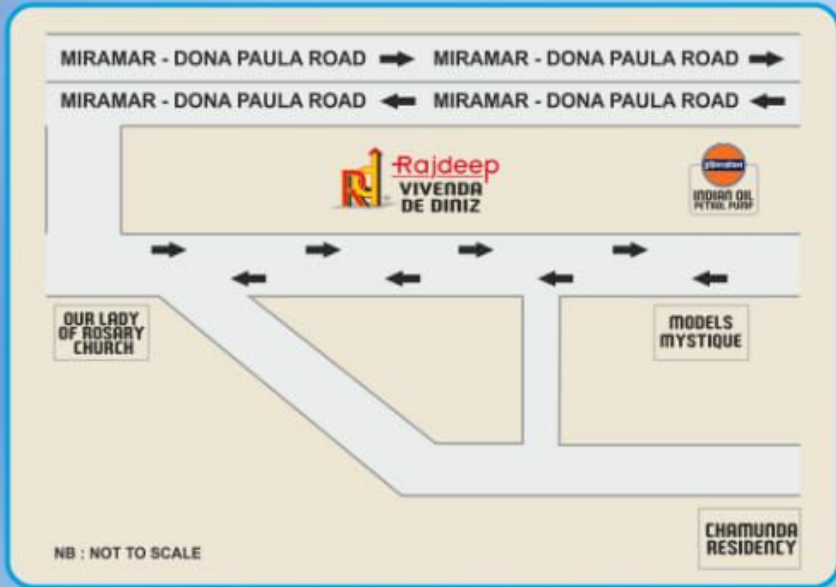 MIRAMAR - DONA PAULA ROAD MIRAMAR - DONA PAULA ROAD
MIRAMAR - DONA PAULA ROAD MIRAMAR - DONA PAULA ROAD
Rajdeep
VIVENDA
DE DINIZ
INDIAN OIL
PETROL PUMP
OUR LADY
OF ROSARY
CHURCH
MODELS
MYSTIQUE
CHAMUNDA
RESIDENCY
NB : NOT TO SCALE